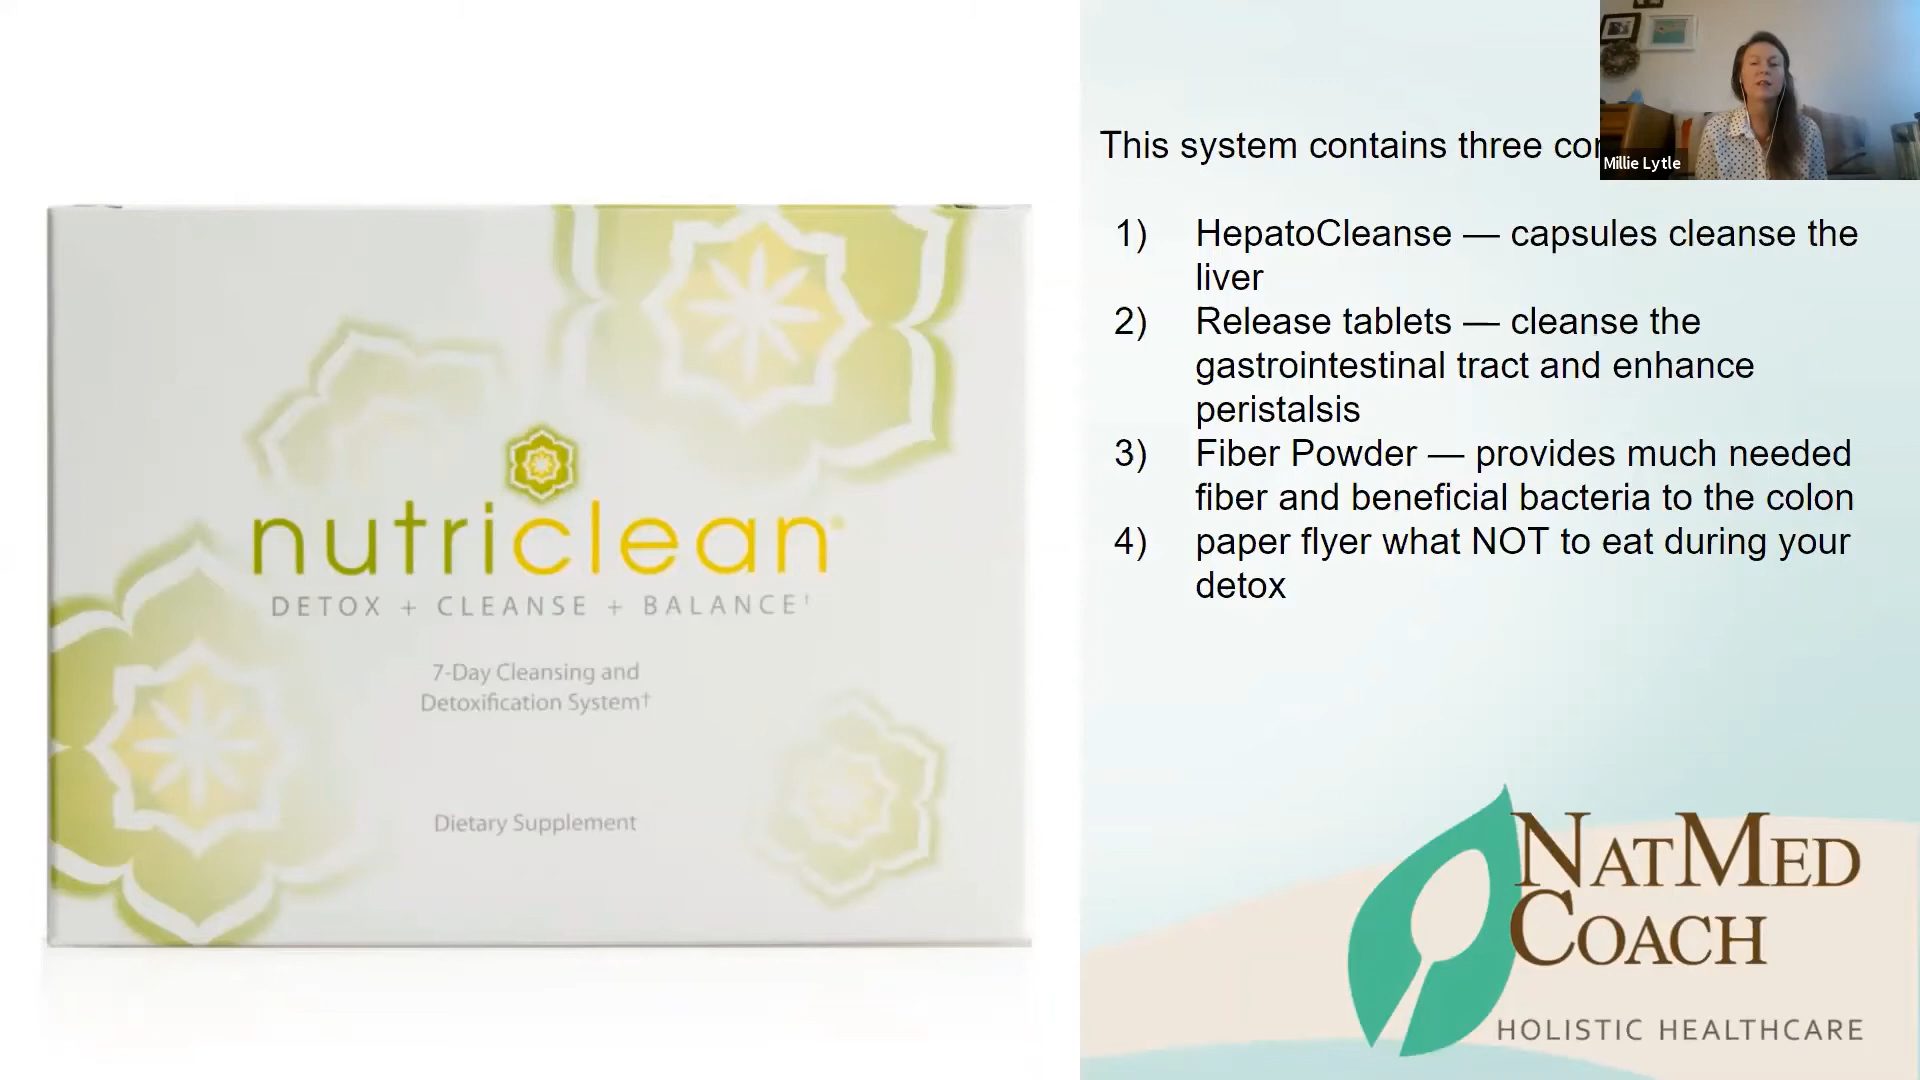 nutriclean®
DETOX + CLEANSE + BALANCE†
7-Day Cleansing and
Detoxification System†
Dietary Supplement
This system contains three
1) HepatoCleanse — capsules cleanse the
liver
2) Release tablets — cleanse the
gastrointestinal tract and enhance
peristalsis
3) Fiber Powder — provides much needed
fiber and beneficial bacteria to the colon
4) paper flyer what NOT to eat during your
detox
Millie Lytle
NATMED
COACH
HOLISTIC HEALTHCARE